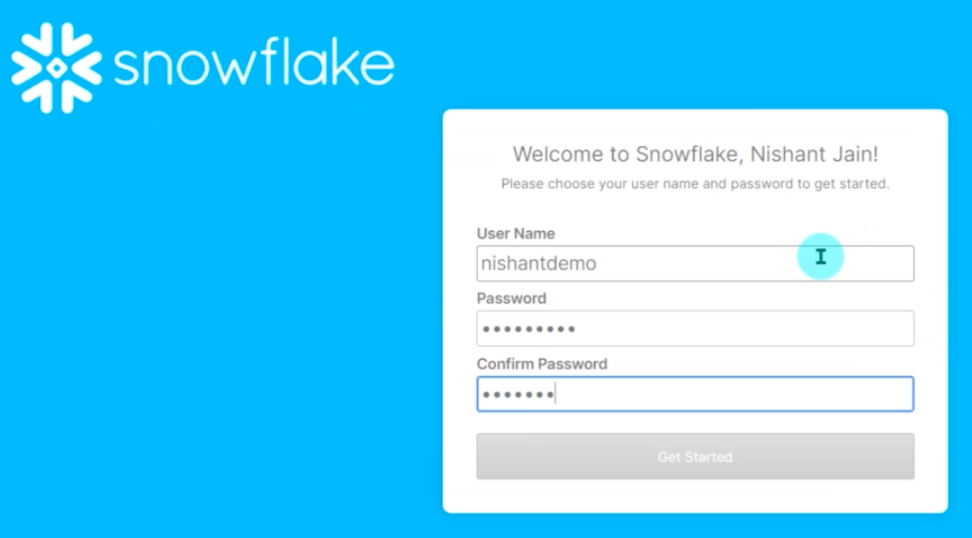 snowflake
Welcome to Snowflake, Nishant Jain!
Please choose your user name and password to get started.
User Name
nishantdemo
Password
•••••••••
Confirm Password
•••••••
Get Started